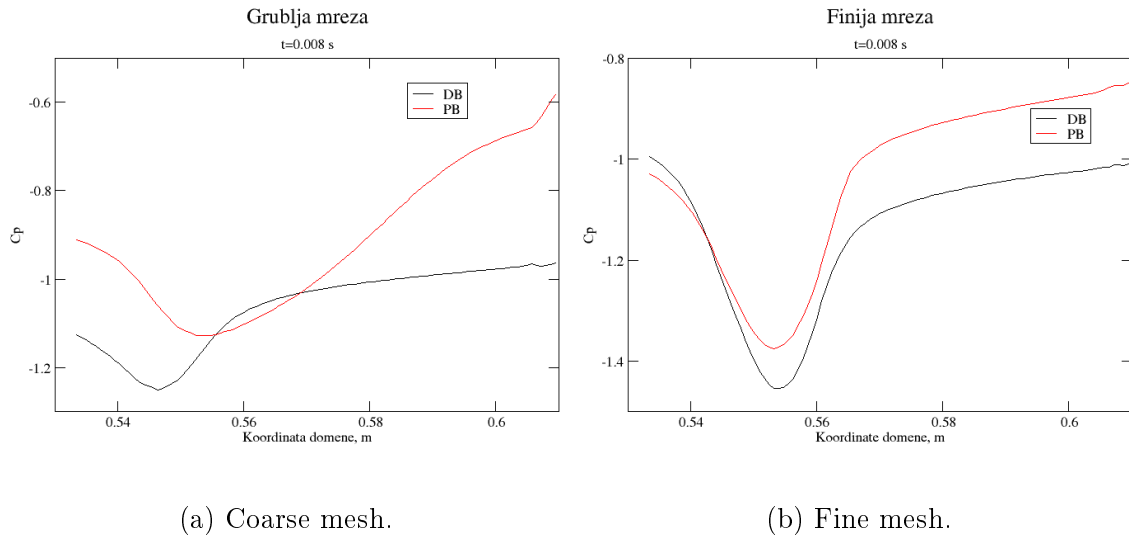 Grublja mreza
t=0.008 s
DB
PB
-0.6
-0.8
-1
-1.2
Cp
0.54
0.56
0.58
0.6
Koordinata domene, m
(a) Coarse mesh.
Finija mreza
t=0.008 s
DB
PB
-0.8
-1
-1.2
-1.4
Cp
0.54
0.56
0.58
0.6
Koordinate domene, m
(b) Fine mesh.